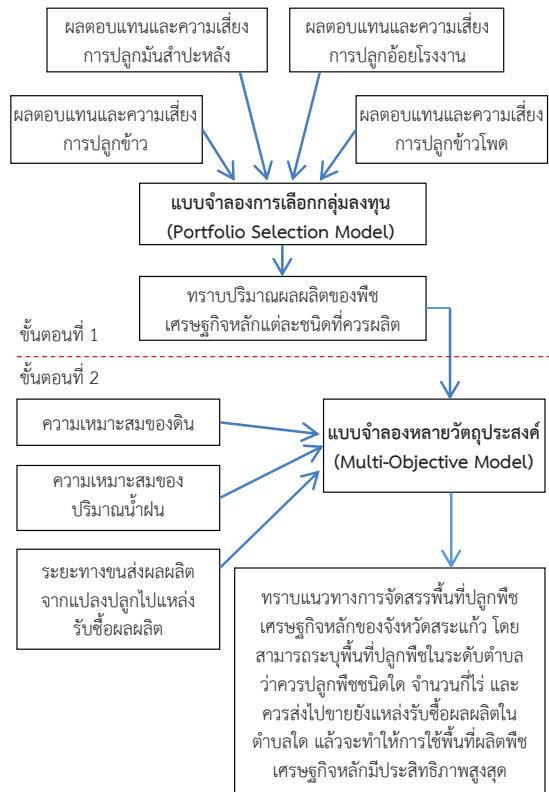 ผลตอบแทนและความเสี่ยง
การปลูกมันสำปะหลัง
ผลตอบแทนและความเสี่ยง
การปลูกอ้อยโรงงาน
ผลตอบแทนและความเสี่ยง
การปลูกข้าว
ผลตอบแทนและความเสี่ยง
การปลูกข้าวโพด
แบบจำลองการเลือกกลุ่มลงทุน
(Portfolio Selection Model)
ทราบปริมาณผลผลิตของพืช
เศรษฐกิจหลักแต่ละชนิดที่ควรผลิต
ขั้นตอนที่ 1
ขั้นตอนที่ 2
ความเหมาะสมของดิน
ความเหมาะสมของ
ปริมาณน้ำฝน
ระยะทางขนส่งผลผลิต
จากแปลงปลูกไปแหล่ง
รับซื้อผลผลิต
แบบจำลองหลายวัตถุประสงค์
(Multi-Objective Model)
ทราบแนวทางการจัดสรรพื้นที่ปลูกพืช
เศรษฐกิจหลักของจังหวัดสระแก้ว โดย
สามารถระบุพื้นที่ปลูกพืชในระดับตำบล
ว่าควรปลูกพืชชนิดใด จำนวนกี่ไร่ และ
ควรส่งไปขายยังแหล่งรับซื้อผลผลิตใน
ตำบลใด แล้วจะทำให้การใช้พื้นที่ผลิตพืช
เศรษฐกิจหลักมีประสิทธิภาพสูงสุด